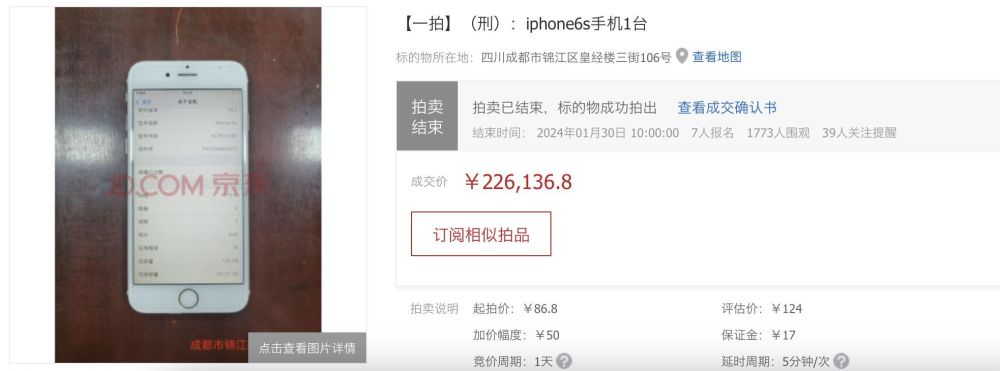 【一拍】（刑）：iphone6s手机1台
标的物所在地：四川成都市锦江区皇经楼三街106号 查看地图
拍卖结束
拍卖已结束，标的物成功拍出 查看成交确认书
结束时间： 2024年01月30日 10:00:00 7人报名 1773人围观 39人关注提醒
成交价 ￥226,136.8
订阅相似拍品
拍卖说明 起拍价：￥86.8 评估价：￥124
加价幅度：￥50 保证金：￥17
竞价周期：1天 ? 延时周期：5分钟/次 ?
关于本机
JD.COM 京东
成都市锦江
点击查看图片详情